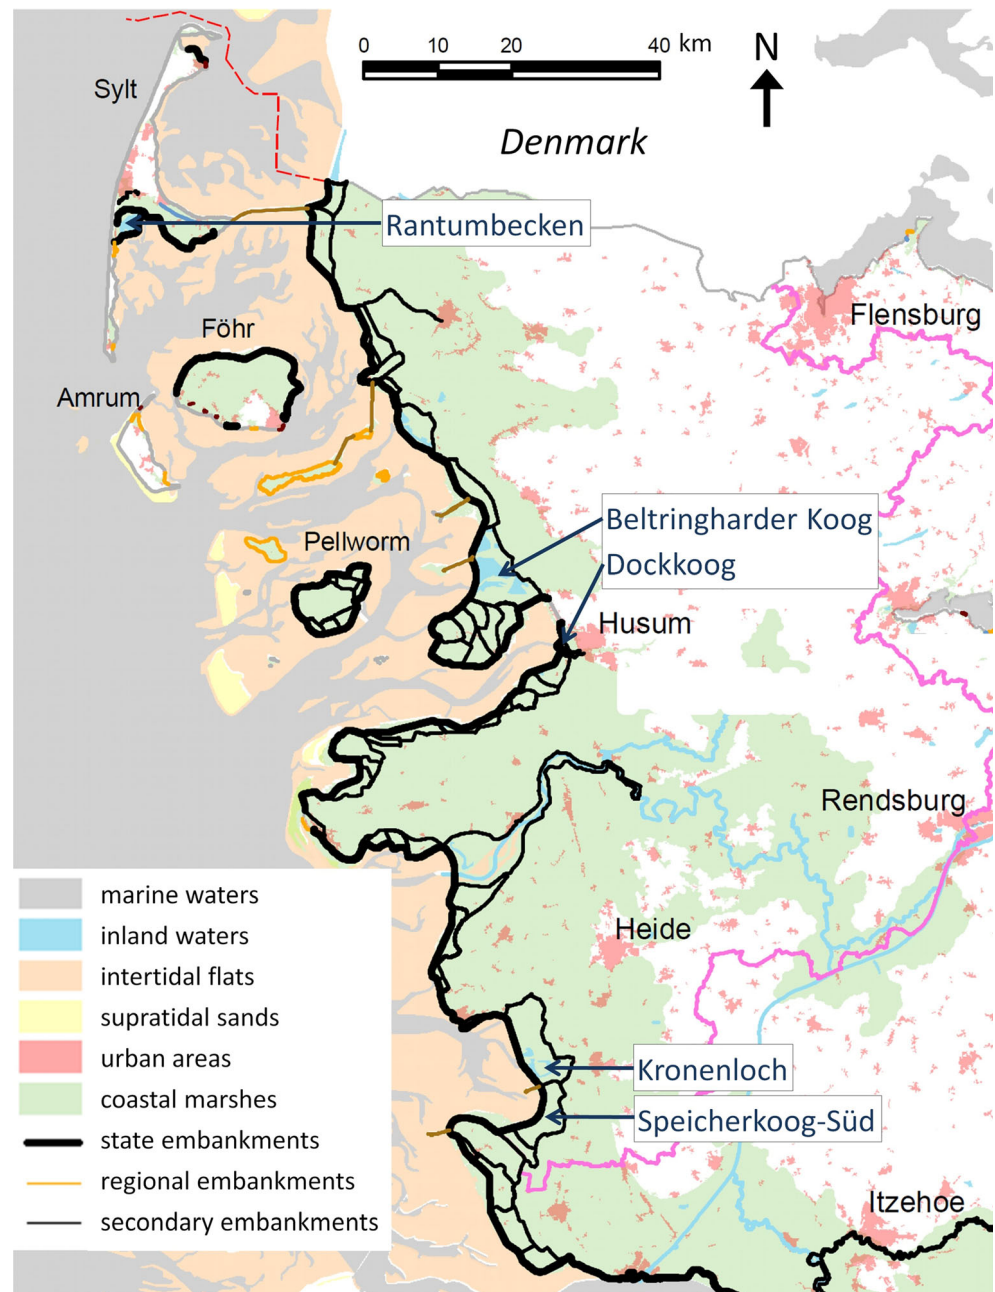 0 10 20 40 km
N
Sylt
Denmark
Rantumbecken
Föhr
Flensburg
Amrum
Beltringharder Koog
Pellworm
Dockkoog
Husum
Rendsburg
marine waters
inland waters
Heide
intertidal flats
supratidal sands
urban areas
Kronenloch
coastal marshes
Speicherkoog-Süd
state embankments
regional embankments
Itzehoe
secondary embankments